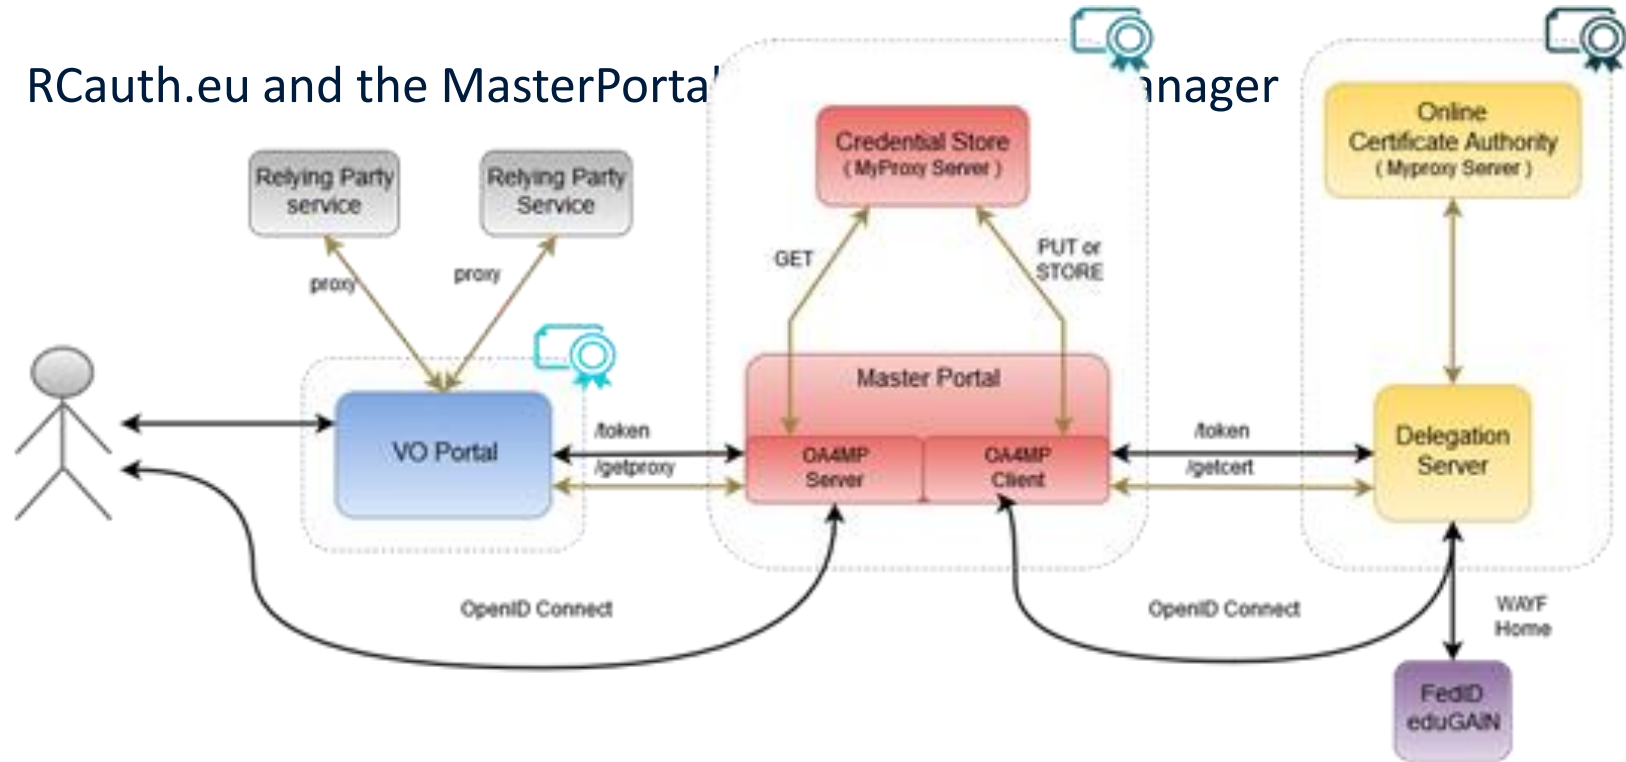 RCauth.eu and the MasterPorta
anager
Online
Certificate Authority
( Myproxy Server )
Credential Store
( MyProxy Server )
Relying Party
service
Relying Party
Service
GET
PUT or
STORE
proxy
proxy
Master Portal
VO Portal
/token
/getproxy
OA4MP
Server
OA4MP
Client
/token
/getcert
Delegation
Server
OpenID Connect
OpenID Connect
WAYF
Home
FedID
eduGAIN